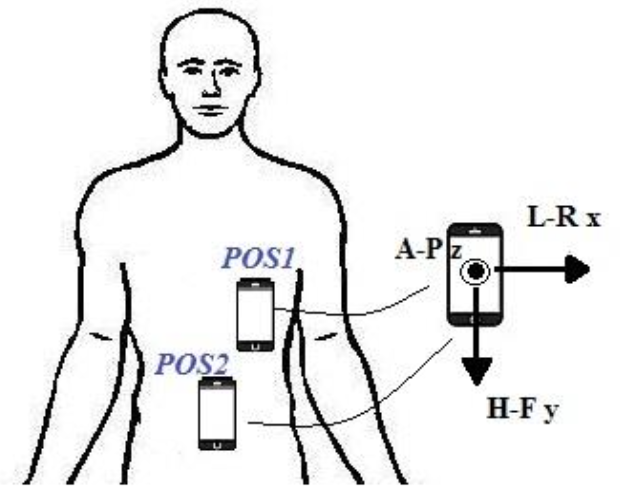 L-R x
A-P z
POS1
POS2
H-F y